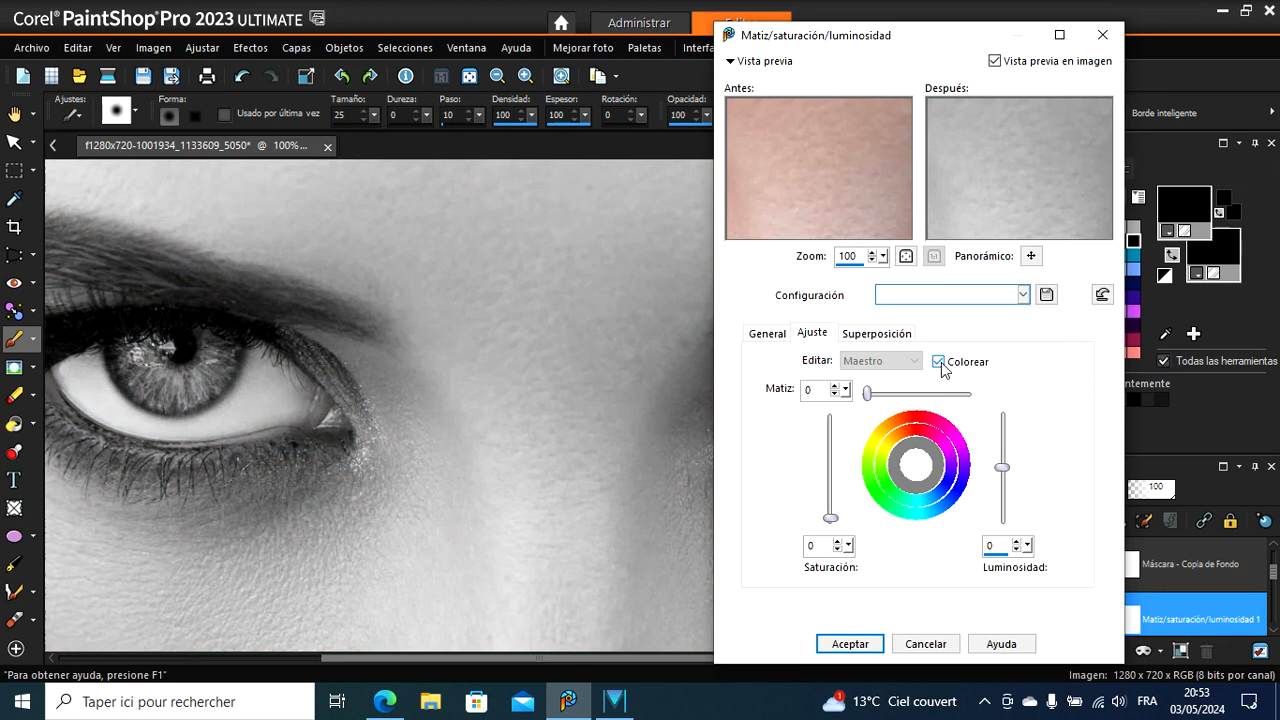 Corel® PaintShop® Pro 2023 ULTIMATE
Administrar
Archivo Editar Ver Imagen Ajustar Efectos Capas Objetos Selecciones Ventana Ayuda Mejorar foto Paletas Interfa
Ajustes: Forma: Usado por última vez Tamaño: 25 Dureza: 0 Paso: 10 Densidad: 100 Espesor: 100 Rotación: 0 Opacidad: 100
f1280x720-1001934_1133609_5050* @ 100%...
Matiz/saturación/luminosidad
Vista previa
Vista previa en imagen
Antes:
Después:
Zoom: 100
Panorámico:
Configuración
General Ajuste Superposición
Editar: Maestro Colorear
Matiz: 0
0
Saturación:
0
Luminosidad:
Aceptar Cancelar Ayuda
Borde inteligente
Todas las herramientas
ntemente
100
Máscara - Copia de Fondo
Matiz/saturación/luminosidad 1
"Para obtener ayuda, presione F1"
Imagen: 1280 x 720 x RGB (8 bits por canal)
Taper ici pour rechercher
1
13°C Ciel couvert
FRA
20:53
03/05/2024